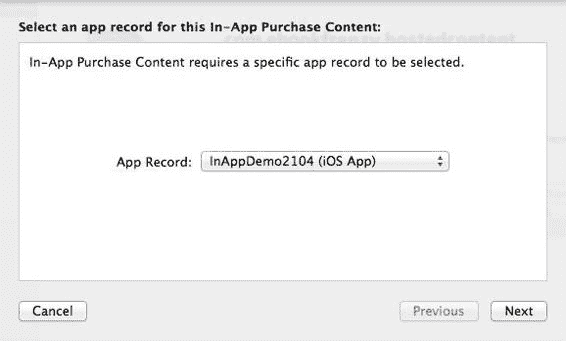 Select an app record for this In-App Purchase Content:
In-App Purchase Content requires a specific app record to be selected.
App Record: InAppDemo2104 (iOS App)
Cancel Previous Next